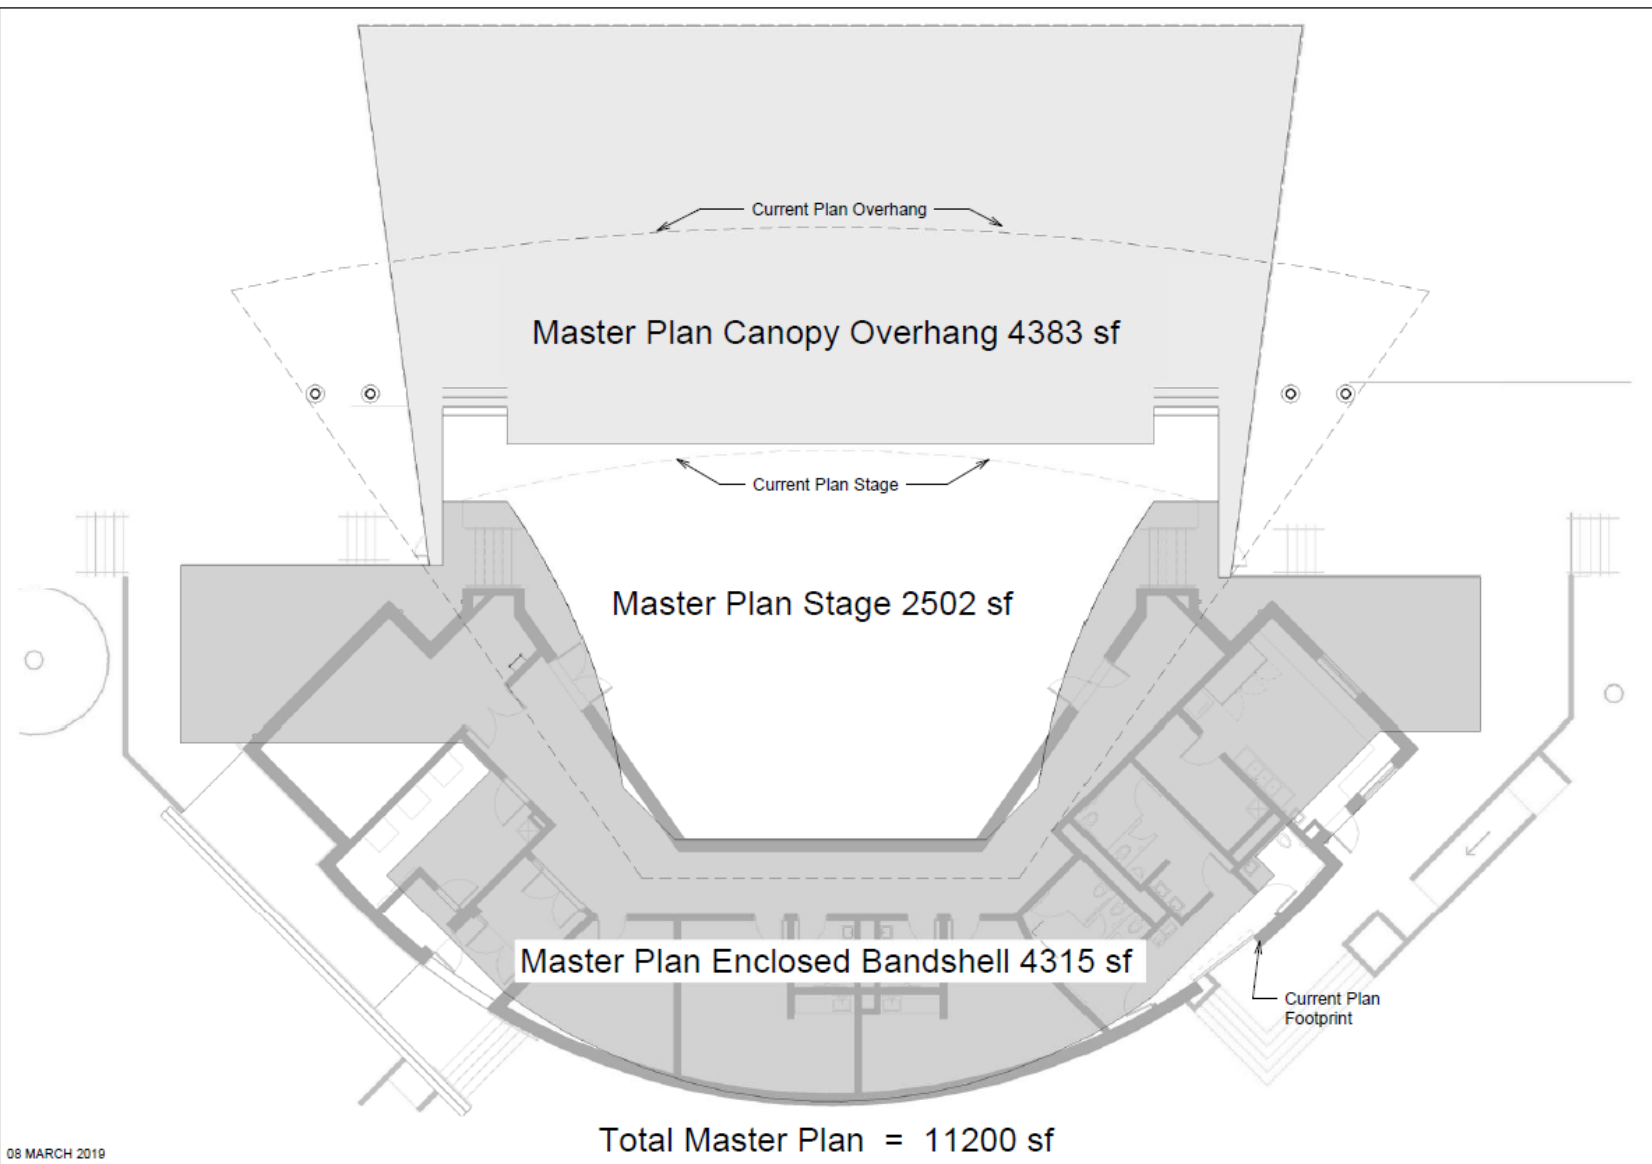 Current Plan Overhang
Master Plan Canopy Overhang 4383 sf
Current Plan Stage
Master Plan Stage 2502 sf
Master Plan Enclosed Bandshell 4315 sf
Current Plan
Footprint
Total Master Plan = 11200 sf
08 MARCH 2019